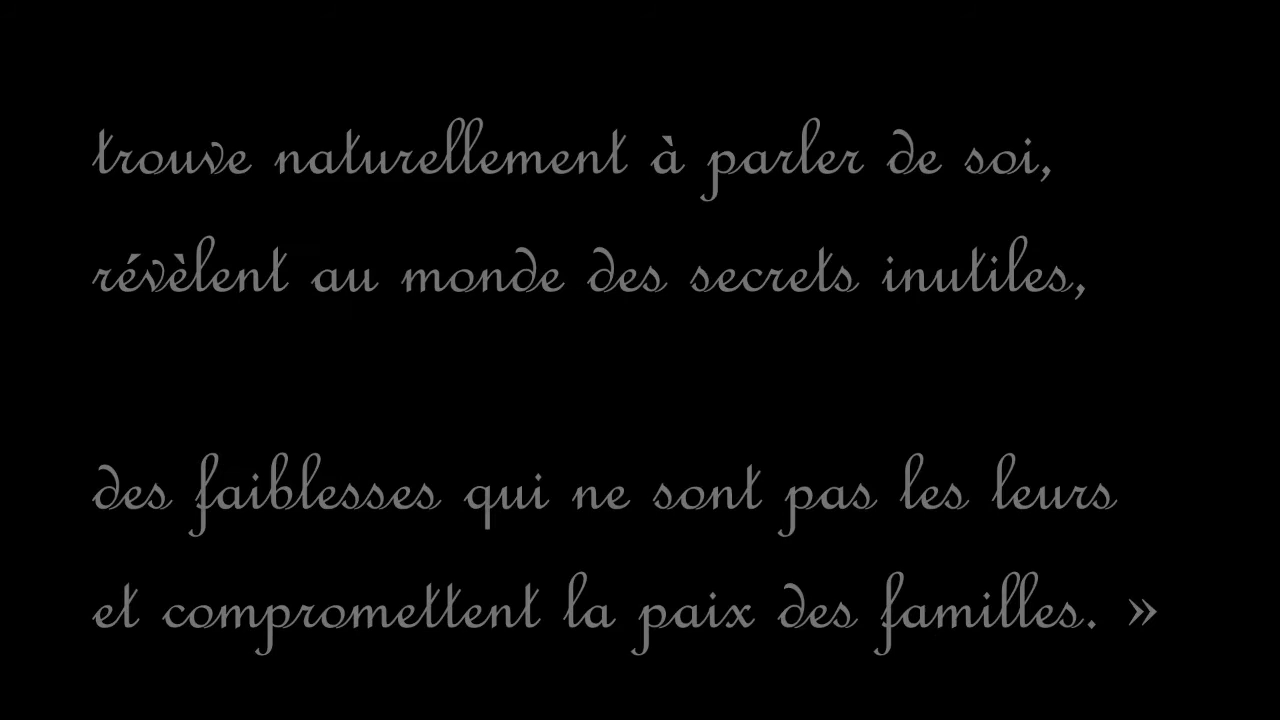 trouve naturellement à parler de soi,
révèlent au monde des secrets inutiles,
des faiblesses qui ne sont pas les leurs
et compromettent la paix des familles. »